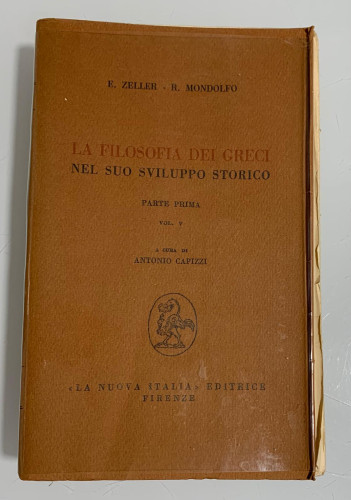 E. ZELLER - R. MONDOLFO
LA FILOSOFIA DEI GRECI
NEL SUO SVILUPPO STORICO
PARTE PRIMA
VOL. V
A CURA DI
ANTONIO CAPIZZI
«LA NUOVA ITALIA» EDITRICE
FIRENZE